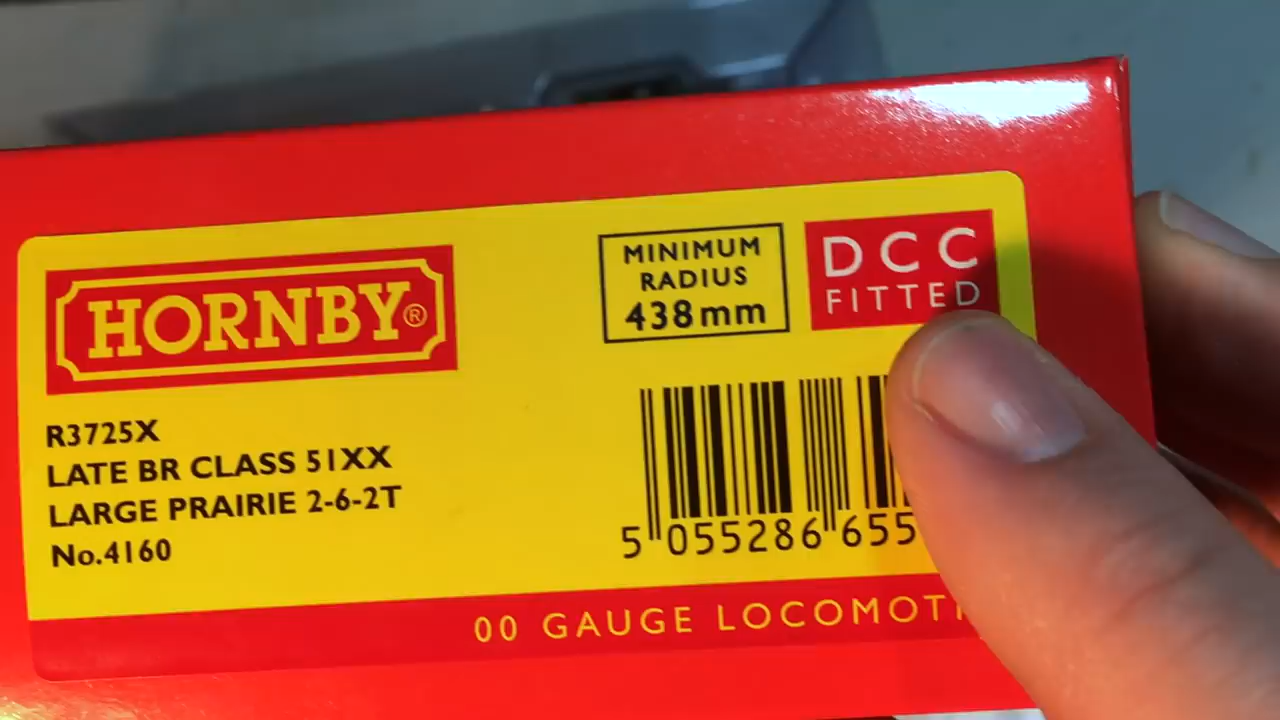 HORNBY®
MINIMUM
RADIUS
438mm
DCC
FITTED
R3725X
LATE BR CLASS 51XX
LARGE PRAIRIE 2-6-2T
No.4160
5 055286 655
00 GAUGE